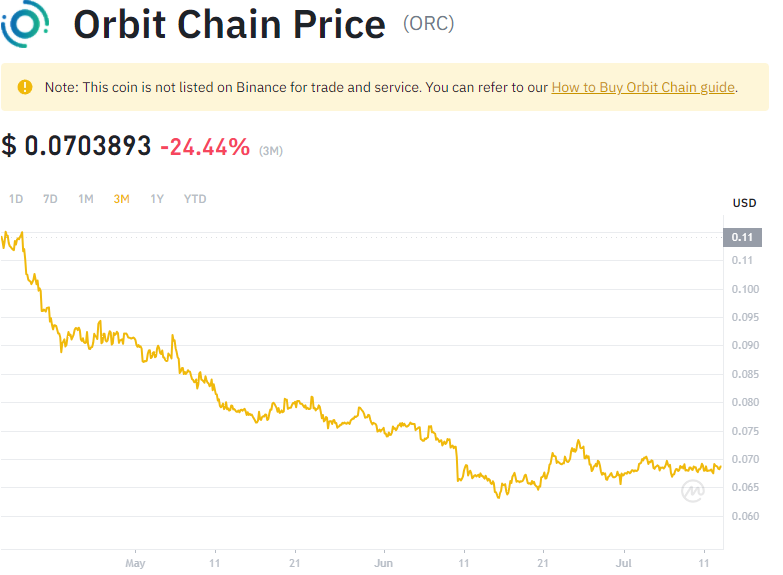 Orbit Chain Price (ORC)
Note: This coin is not listed on Binance for trade and service. You can refer to our How to Buy Orbit Chain guide.
$ 0.0703893 -24.44% (3M)
1D 7D 1M 3M 1Y YTD
USD
0.11
0.11
0.100
0.095
0.090
0.085
0.080
0.075
0.070
0.065
0.060
May 11 21 Jun 11 21 Jul 11